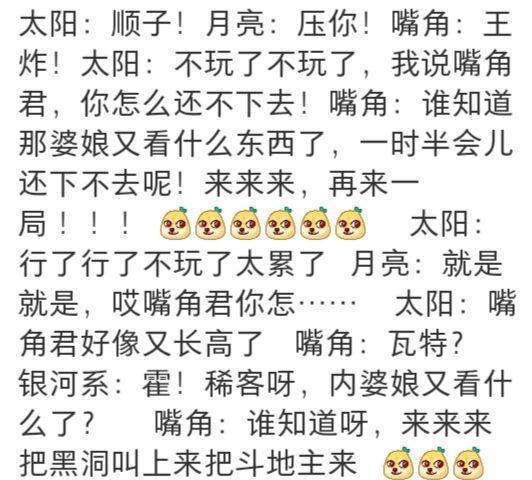 太阳：顺子！月亮：压你！嘴角：王
炸！太阳：不玩了不玩了，我说嘴角
君，你怎么还不下去！嘴角：谁知道
那婆娘又看什么东西了，一时半会儿
还下不去呢！来来来，再来一
局！！！ 太阳：
行了行了不玩了太累了 月亮：就是
就是，哎嘴角君你怎…… 太阳：嘴
角君好像又长高了 嘴角：瓦特？
银河系：霍！稀客呀，内婆娘又看什
么了？ 嘴角：谁知道呀，来来来
把黑洞叫上来把斗地主来